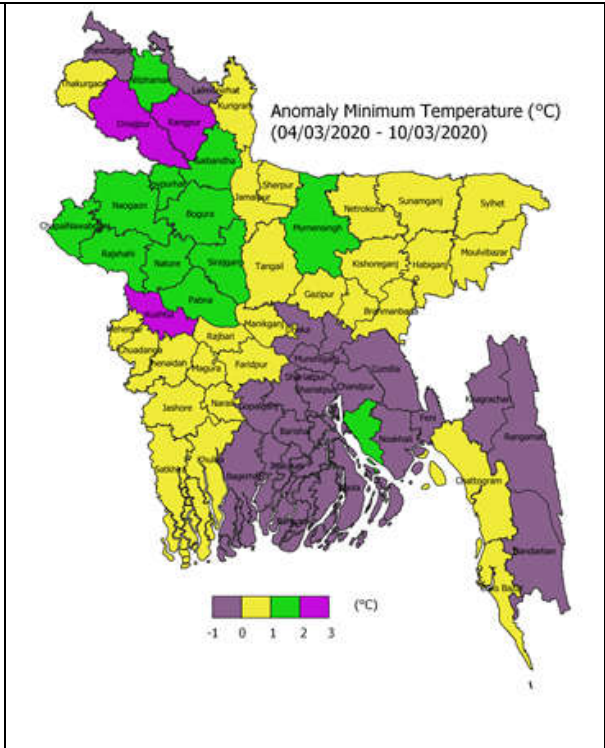 Panchagarh
Nilphamari
Thakurgaon
Lalmonirhat
Kurigram
Anomaly Minimum Temperature (°C)
(04/03/2020 - 10/03/2020)
Dinajpur
Rangpur
Gaibandha
Joypurhat
Sherpur
Jamalpur
Naogaon
Bogura
Mymensingh
Netrokona
Sunamganj
Sylhet
Chapai Nawabganj
Rajshahi
Natore
Sirajganj
Tangail
Kishoreganj
Habiganj
Moulvibazar
Pabna
Gazipur
Brahmanbaria
Kushtia
Meherpur
Chuadanga
Rajbari
Manikganj
Dhaka
Jhenaidah
Magura
Faridpur
Munshiganj
Cumilla
Shariatpur
Chandpur
Khagrachari
Jashore
Narail
Gopalganj
Feni
Rangamati
Barishal
Noakhali
Satkhira
Khulna
Bagerhat
Bhola
Chattogram
Bandarban
Cox's Bazar
(°C)
-1 0 1 2 3